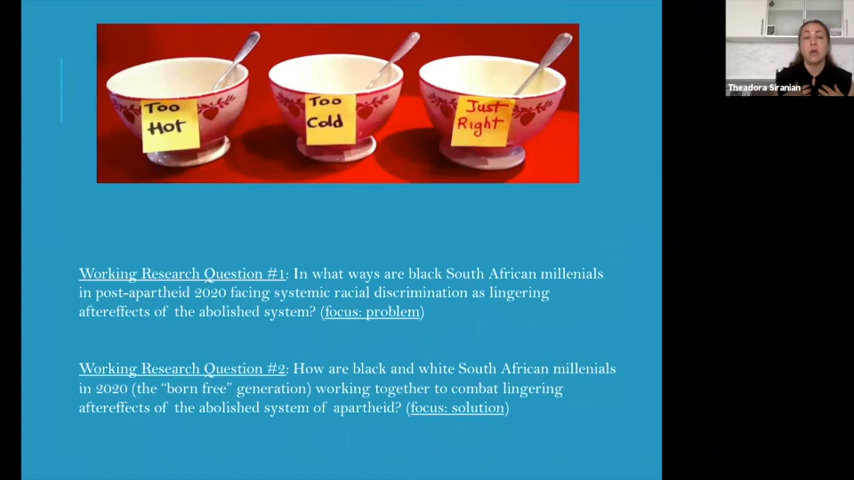 Too
Hot
Too
Cold
Just
Right
Theadora Siranian
Working Research Question #1: In what ways are black South African millenials
in post-apartheid 2020 facing systemic racial discrimination as lingering
aftereffects of the abolished system? (focus: problem)
Working Research Question #2: How are black and white South African millenials
in 2020 (the “born free” generation) working together to combat lingering
aftereffects of the abolished system of apartheid? (focus: solution)